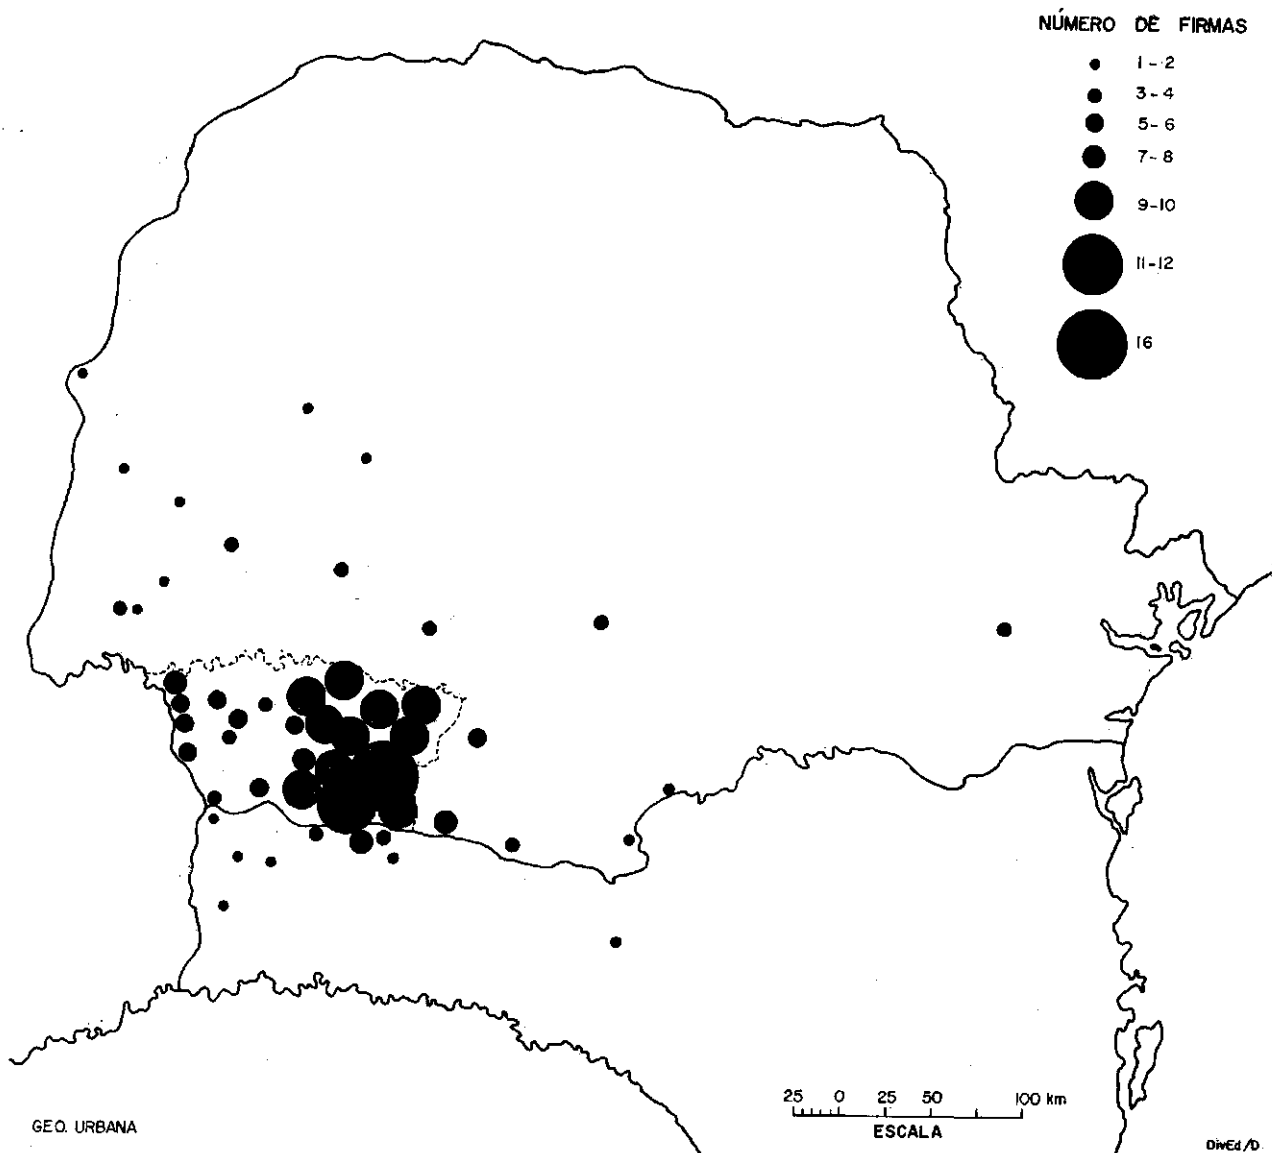 NÚMERO DE FIRMAS
1-2
3-4
5-6
7-8
9-10
11-12
16
25 0 25 50 100 km
ESCALA
GEO. URBANA
DivEd/D.